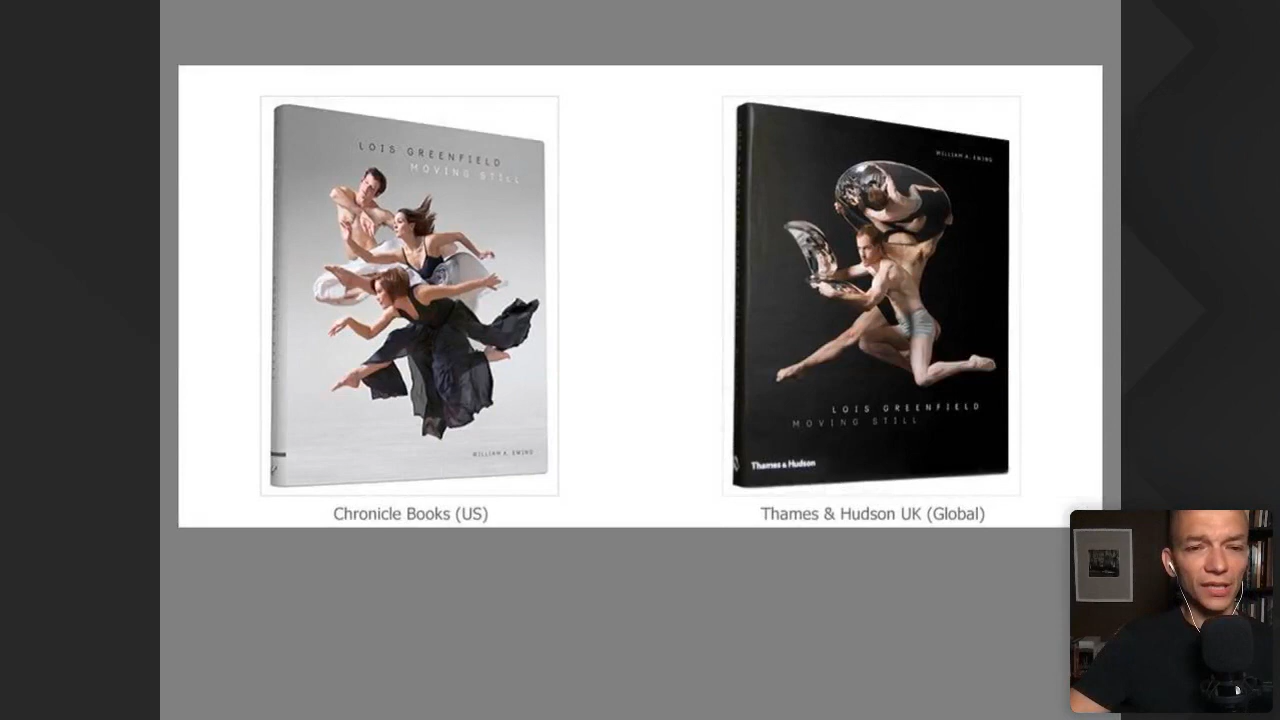 LOIS GREENFIELD
MOVING STILL
WILLIAM A. EWING
Chronicle Books (US)
WILLIAM A. EWING
LOIS GREENFIELD
MOVING STILL
Thames & Hudson
Thames & Hudson UK (Global)